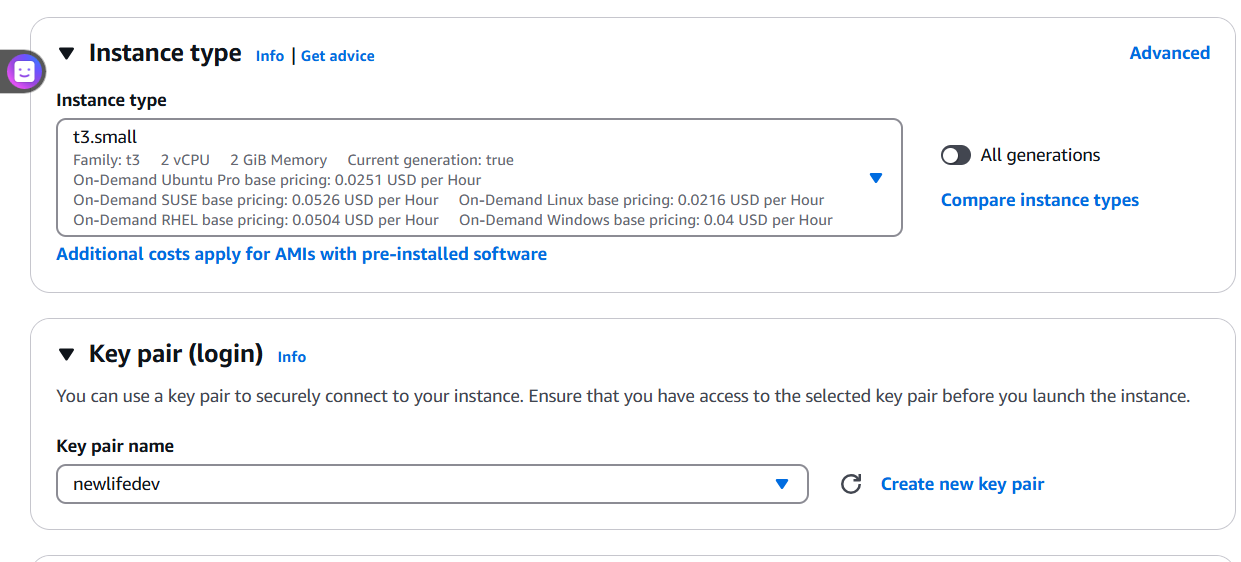 Instance type Info | Get advice Advanced
Instance type
t3.small
Family: t3 2 vCPU 2 GiB Memory Current generation: true
On-Demand Ubuntu Pro base pricing: 0.0251 USD per Hour
On-Demand SUSE base pricing: 0.0526 USD per Hour On-Demand Linux base pricing: 0.0216 USD per Hour
On-Demand RHEL base pricing: 0.0504 USD per Hour On-Demand Windows base pricing: 0.04 USD per Hour
All generations
Compare instance types
Additional costs apply for AMIs with pre-installed software
Key pair (login) Info
You can use a key pair to securely connect to your instance. Ensure that you have access to the selected key pair before you launch the instance.
Key pair name
newlifedev
Create new key pair